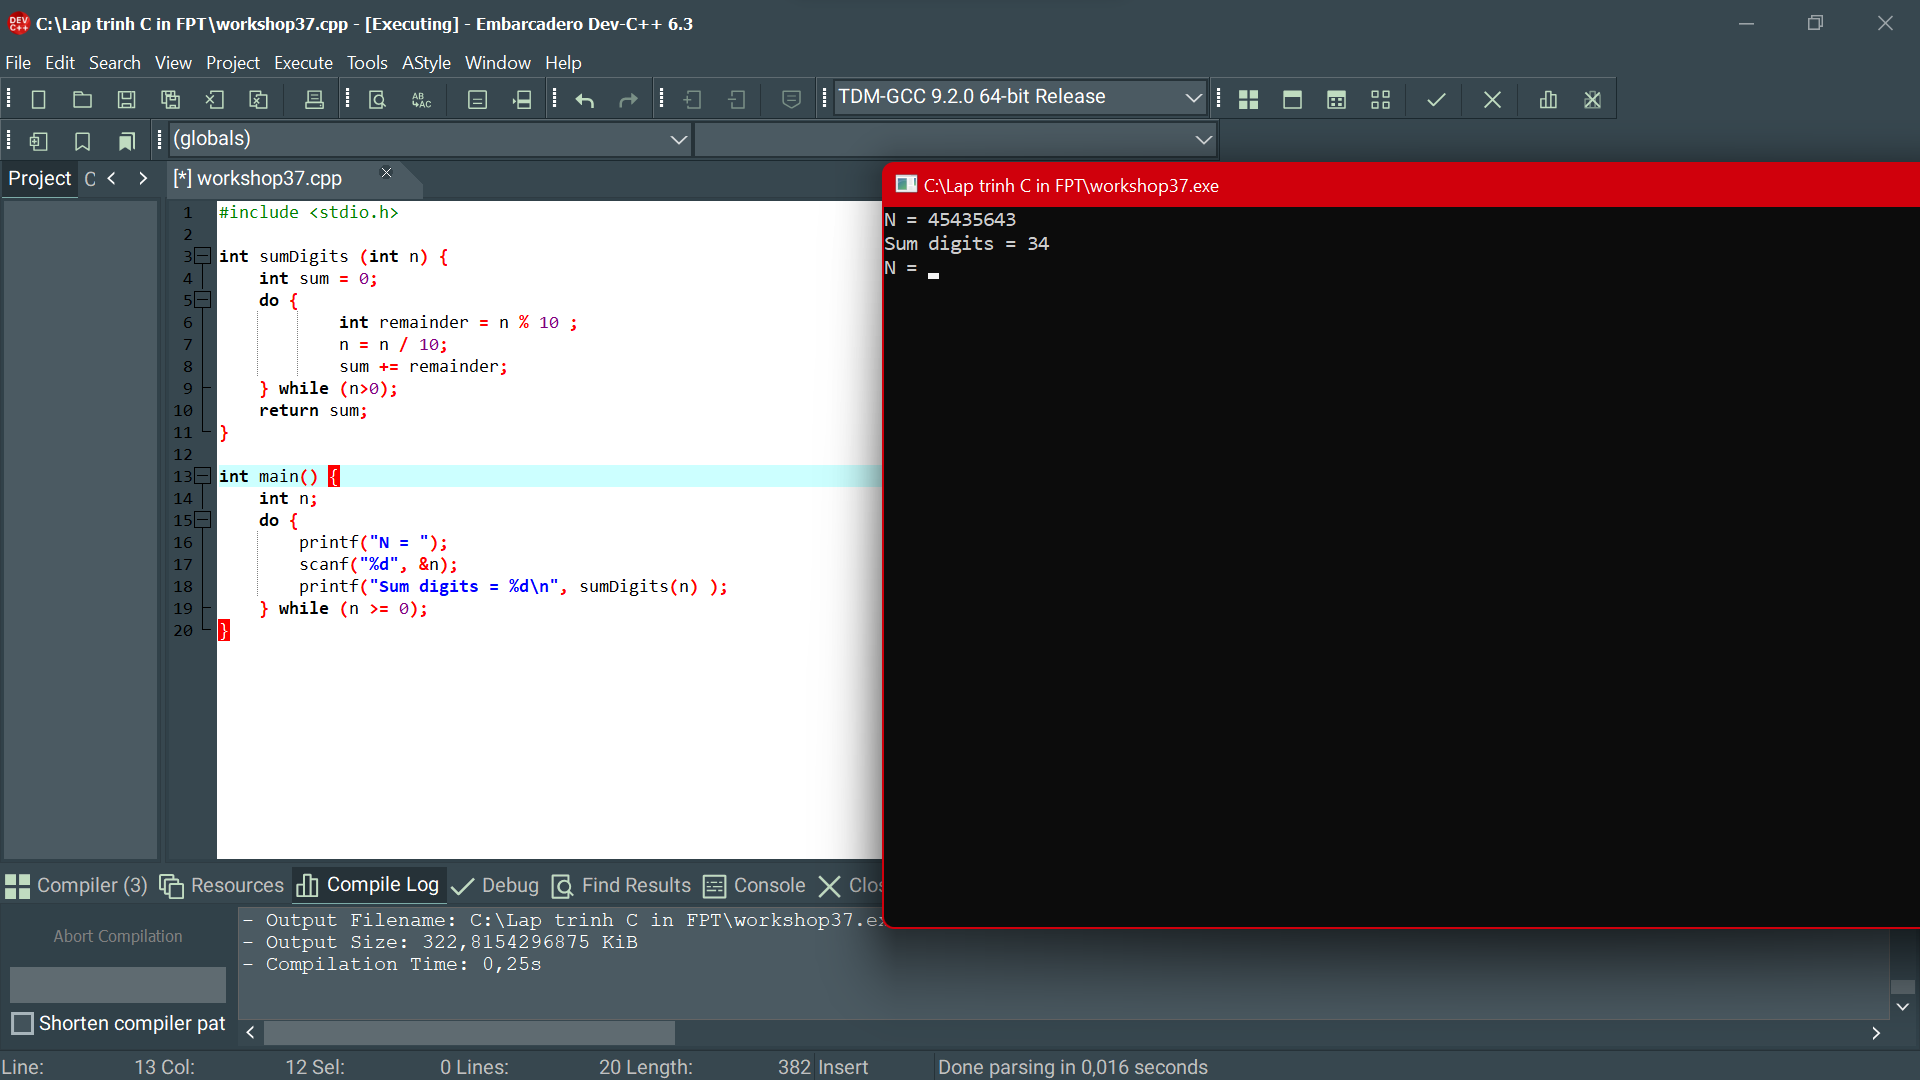 C:\Lap trinh C in FPT\workshop37.cpp - [Executing] - Embarcadero Dev-C++ 6.3
File Edit Search View Project Execute Tools AStyle Window Help
TDM-GCC 9.2.0 64-bit Release
(globals)
Project C
[*] workshop37.cpp
1 #include <stdio.h>
2
3 int sumDigits (int n) {
4 int sum = 0;
5 do {
6 int remainder = n % 10 ;
7 n = n / 10;
8 sum += remainder;
9 } while (n>0);
10 return sum;
11 }
12
13 int main() {
14 int n;
15 do {
16 printf("N = ");
17 scanf("%d", &n);
18 printf("Sum digits = %d\n", sumDigits(n) );
19 } while (n >= 0);
20 }
C:\Lap trinh C in FPT\workshop37.exe
N = 45435643
Sum digits = 34
N =
Compiler (3) Resources Compile Log Debug Find Results Console Clos
Abort Compilation
- Output Filename: C:\Lap trinh C in FPT\workshop37.ex
- Output Size: 322,8154296875 KiB
- Compilation Time: 0,25s
Shorten compiler pat
Line: 13 Col: 12 Sel: 0 Lines: 20 Length: 382 Insert Done parsing in 0,016 seconds